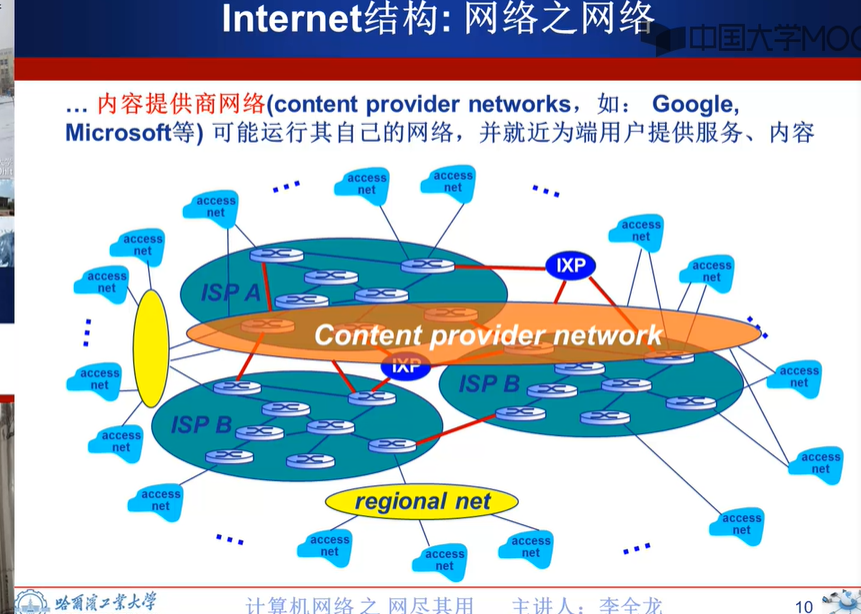 Internet结构: 网络之网络
中国大学MOO
… 内容提供商网络(content provider networks，如： Google,
Microsoft等) 可能运行其自己的网络，并就近为端用户提供服务、内容
access
net
access
net
access
net
access
net
access
net
access
net
access
net
IXP
ISP A
Content provider network
IXP
access
net
access
net
ISP B
ISP B
access
net
access
net
access
net
regional net
access
net
access
net
access
net
access
net
哈尔滨工业大学
计算机网络 之 网尽其用
主讲人：李全龙
10